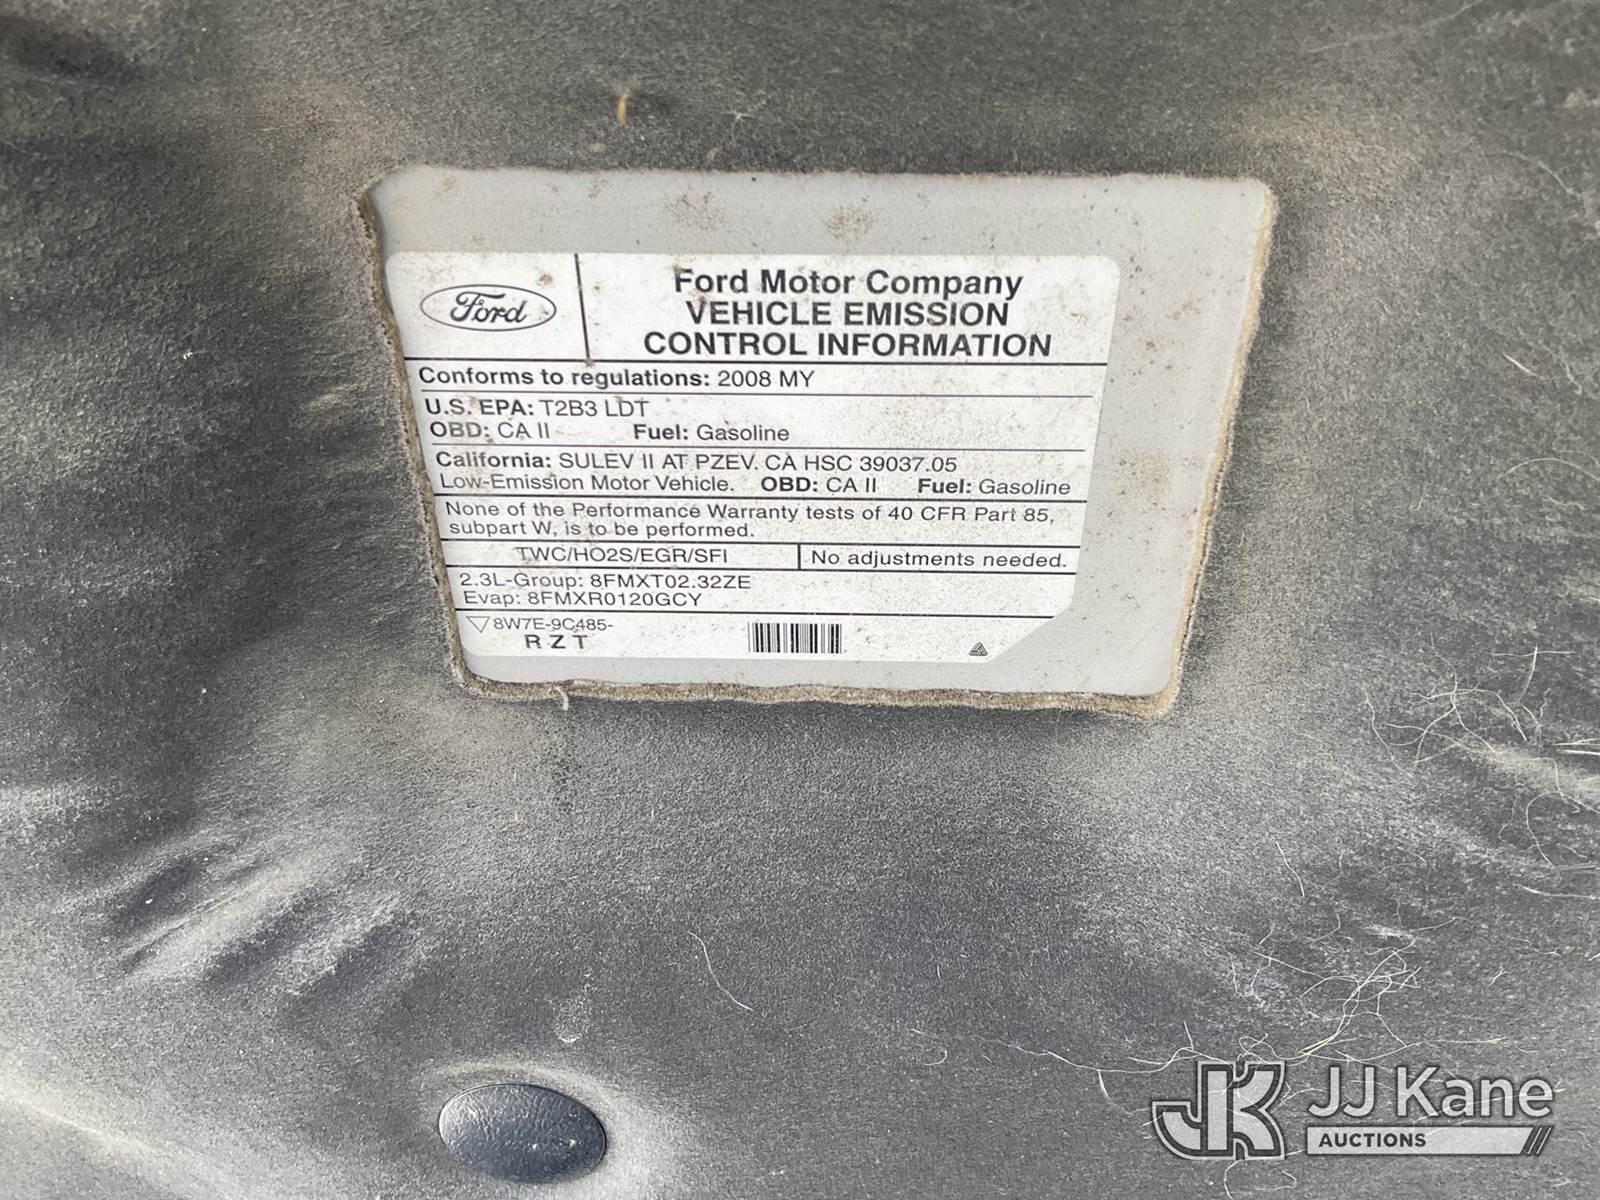 Ford
Ford Motor Company
VEHICLE EMISSION
CONTROL INFORMATION
Conforms to regulations: 2008 MY
U.S. EPA: T2B3 LDT
OBD: CA II Fuel: Gasoline
California: SULEV II AT PZEV. CA HSC 39037.05
Low-Emission Motor Vehicle. OBD: CA II Fuel: Gasoline
None of the Performance Warranty tests of 40 CFR Part 85,
subpart W, is to be performed.
TWC/HO2S/EGR/SFI No adjustments needed.
2.3L-Group: 8FMXT02.32ZE
Evap: 8FMXR0120GCY
8W7E-9C485-
RZT
JK JJ Kane
AUCTIONS